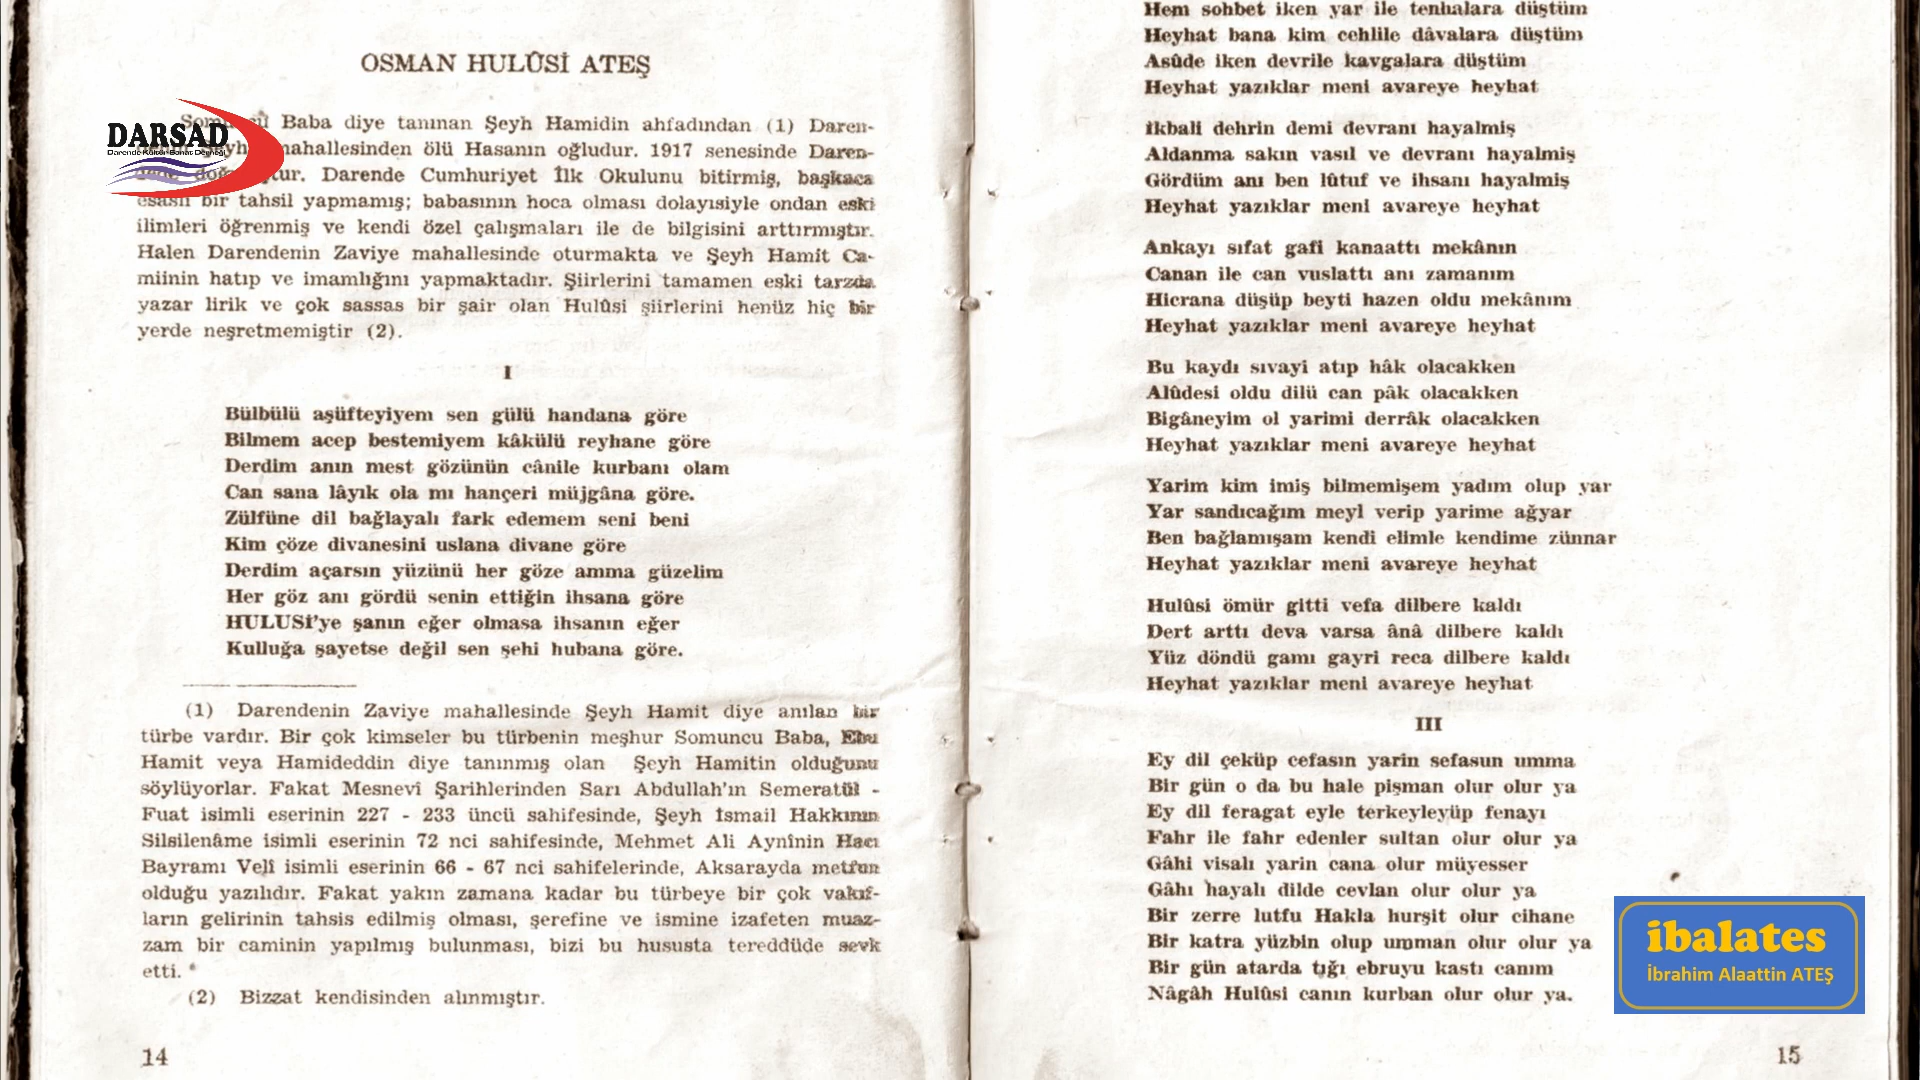 OSMAN HULÛSİ ATEŞ
Somuncu Baba diye tanınan Şeyh Hamidin ahfadından (1) Daren-
mahallesinden ölü Hasanın oğludur. 1917 senesinde Daren-
Darende Cumhuriyet İlk Okulunu bitirmiş, başkaca
esaslı bir tahsil yapmamış; babasının hoca olması dolayısiyle ondan eski
ilimleri öğrenmiş ve kendi özel çalışmaları ile de bilgisini arttırmıştır.
Halen Darendenin Zaviye mahallesinde oturmakta ve Şeyh Hamit Ca-
miinin hatıp ve imamlığını yapmaktadır. Şiirlerini tamamen eski tarzda
yazar lirik ve çok sassas bir şair olan Hulûsi şiirlerini henüz hiç bir
yerde neşretmemiştir (2).
I
Bülbülü aşüfteyiyem sen gülü handana göre
Bilmem acep bestemiyem kâkülü reyhane göre
Derdim anın mest gözünün cânile kurbanı olam
Can sana lâyık ola mı hançeri müjgâna göre.
Zülfüne dil bağlayalı fark edemem seni beni
Kim çöze divanesini uslana divane göre
Derdim açarsın yüzünü her göze amma güzelim
Her göz anı gördü senin ettiğin ihsana göre
HULUSİ'ye şanın eğer olmasa ihsanın eğer
Kulluğa şayetse değil sen şehi hubana göre.
(1) Darendenin Zaviye mahallesinde Şeyh Hamit diye anılan bir
türbe vardır. Bir çok kimseler bu türbenin meşhur Somuncu Baba, Ebu
Hamit veya Hamideddin diye tanınmış olan Şeyh Hamitin olduğunu
söylüyorlar. Fakat Mesnevî Şarihlerinden Sarı Abdullah'ın Semeratül -
Fuat isimli eserinin 227 - 233 üncü sahifesinde, Şeyh İsmail Hakkının
Silsilenâme isimli eserinin 72 nci sahifesinde, Mehmet Ali Aynînin Hacı
Bayramı Velî isimli eserinin 66 - 67 nci sahifelerinde, Aksarayda metfun
olduğu yazılıdır. Fakat yakın zamana kadar bu türbeye bir çok vakıf-
ların gelirinin tahsis edilmiş olması, şerefine ve ismine izafeten muaz-
zam bir caminin yapılmış bulunması, bizi bu hususta tereddüde sevk
etti.
(2) Bizzat kendisinden alınmıştır.
14
Hem sohbet iken yar ile tenhalara düştüm
Heyhat bana kim cehlile dâvalara düştüm
Asûde iken devrile kavgalara düştüm
Heyhat yazıklar meni avareye heyhat
İkbali dehrin demi devranı hayalmiş
Aldanma sakın vasıl ve devranı hayalmiş
Gördüm anı ben lûtuf ve ihsanı hayalmiş
Heyhat yazıklar meni avareye heyhat
Ankayı sıfat gafi kanaattı mekânın
Canan ile can vuslattı anı zamanım
Hicrana düşüp beyti hazen oldu mekânım
Heyhat yazıklar meni avareye heyhat
Bu kaydı sıvayi atıp hâk olacakken
Alûdesi oldu dilü can pâk olacakken
Bigâneyim ol yarimi derrâk olacakken
Heyhat yazıklar meni avareye heyhat
Yarim kim imiş bilmemişem yadım olup yar
Yar sandıcağım meyl verip yarime ağyar
Ben bağlamışam kendi elimle kendime zünnar
Heyhat yazıklar meni avareye heyhat
Hulûsi ömür gitti vefa dilbere kaldı
Dert arttı deva varsa ânâ dilbere kaldı
Yüz döndü gamı gayri reca dilbere kaldı
Heyhat yazıklar meni avareye heyhat
III
Ey dil çeküp cefasın yarin sefasun umma
Bir gün o da bu hale pişman olur olur ya
Ey dil feragat eyle terkeyleyüp fenayı
Fahr ile fahr edenler sultan olur olur ya
Gâhi visalı yarin cana olur müyesser
Gâhı hayalı dilde cevlan olur olur ya
Bir zerre lutfu Hakla hurşit olur cihane
Bir katra yüzbin olup umman olur olur ya
Bir gün atarda tığı ebruyu kastı canım
Nâgâh Hulûsi canın kurban olur olur ya.
15
DARSAD
Darende Kültür Sanat Derneği
ibalates
İbrahim Alaattin ATEŞ